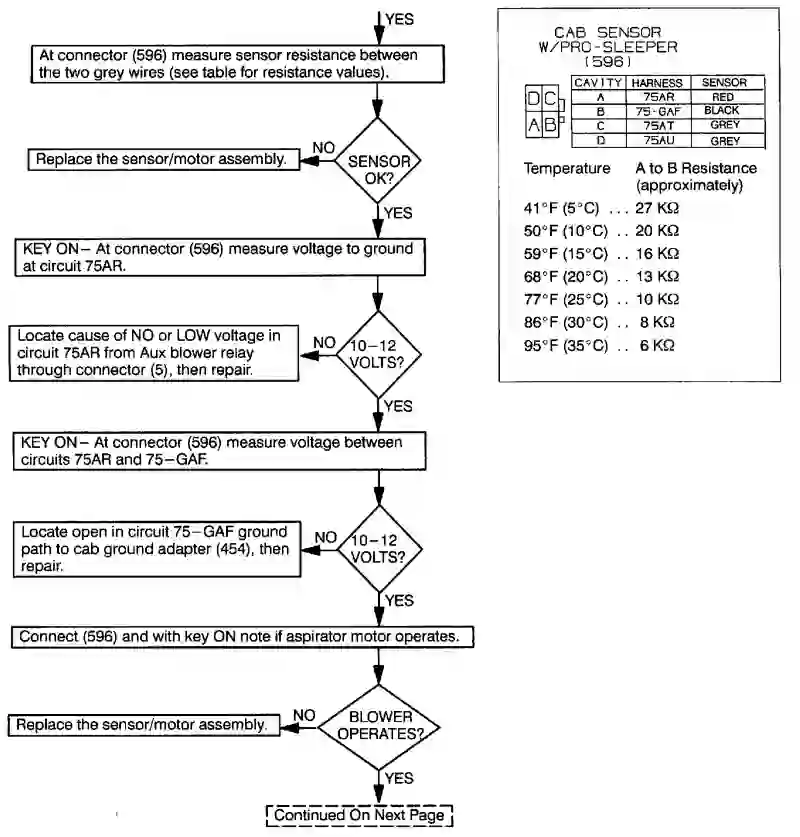 YES
At connector (596) measure sensor resistance between
the two grey wires (see table for resistance values).
SENSOR
OK?
NO
Replace the sensor/motor assembly.
YES
KEY ON– At connector (596) measure voltage to ground
at circuit 75AR.
10–12
VOLTS?
NO
Locate cause of NO or LOW voltage in
circuit 75AR from Aux blower relay
through connector (5), then repair.
YES
KEY ON– At connector (596) measure voltage between
circuits 75AR and 75–GAF.
10–12
VOLTS?
NO
Locate open in circuit 75–GAF ground
path to cab ground adapter (454), then
repair.
YES
Connect (596) and with key ON note if aspirator motor operates.
BLOWER
OPERATES?
NO
Replace the sensor/motor assembly.
YES
Continued On Next Page
CAB SENSOR
W/PRO-SLEEPER
(596)
D C
A B
CAVITY HARNESS SENSOR
A 75AR RED
B 75-GAF BLACK
C 75AT GREY
D 75AU GREY
Temperature A to B Resistance
(approximately)
41°F (5°C) ... 27 KΩ
50°F (10°C) .. 20 KΩ
59°F (15°C) .. 16 KΩ
68°F (20°C) .. 13 KΩ
77°F (25°C) .. 10 KΩ
86°F (30°C) .. 8 KΩ
95°F (35°C) .. 6 KΩ